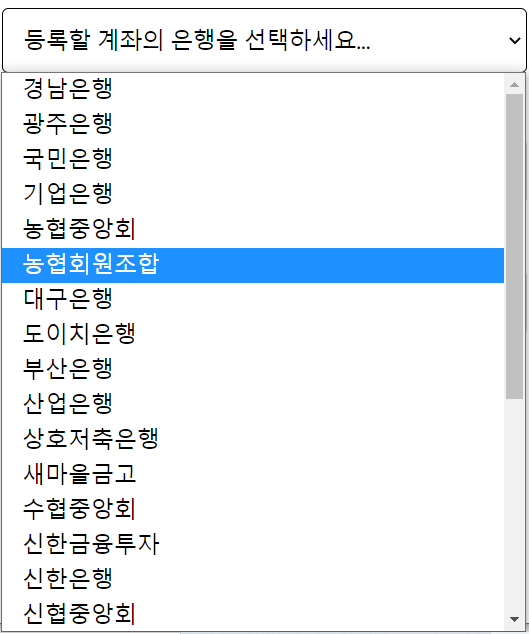 등록할 계좌의 은행을 선택하세요...
경남은행
광주은행
국민은행
기업은행
농협중앙회
농협회원조합
대구은행
도이치은행
부산은행
산업은행
상호저축은행
새마을금고
수협중앙회
신한금융투자
신한은행
신협중앙회